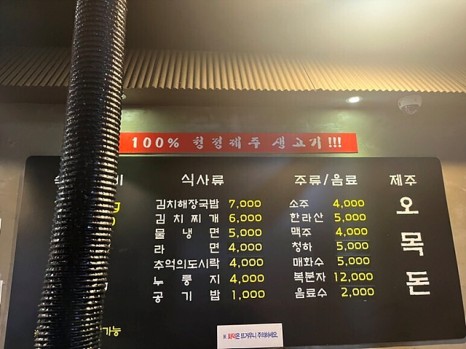 100% 청정제주 생고기!!!
식사류
김치해장국밥 7,000
김치찌개 6,000
물냉면 5,000
라면 4,000
추억의도시락 4,000
누룽지 4,000
공기밥 1,000
주류/음료
소주 4,000
한라산 5,000
맥주 4,000
청하 5,000
매화수 5,000
복분자 12,000
음료수 2,000
제주
오
목
돈
가능